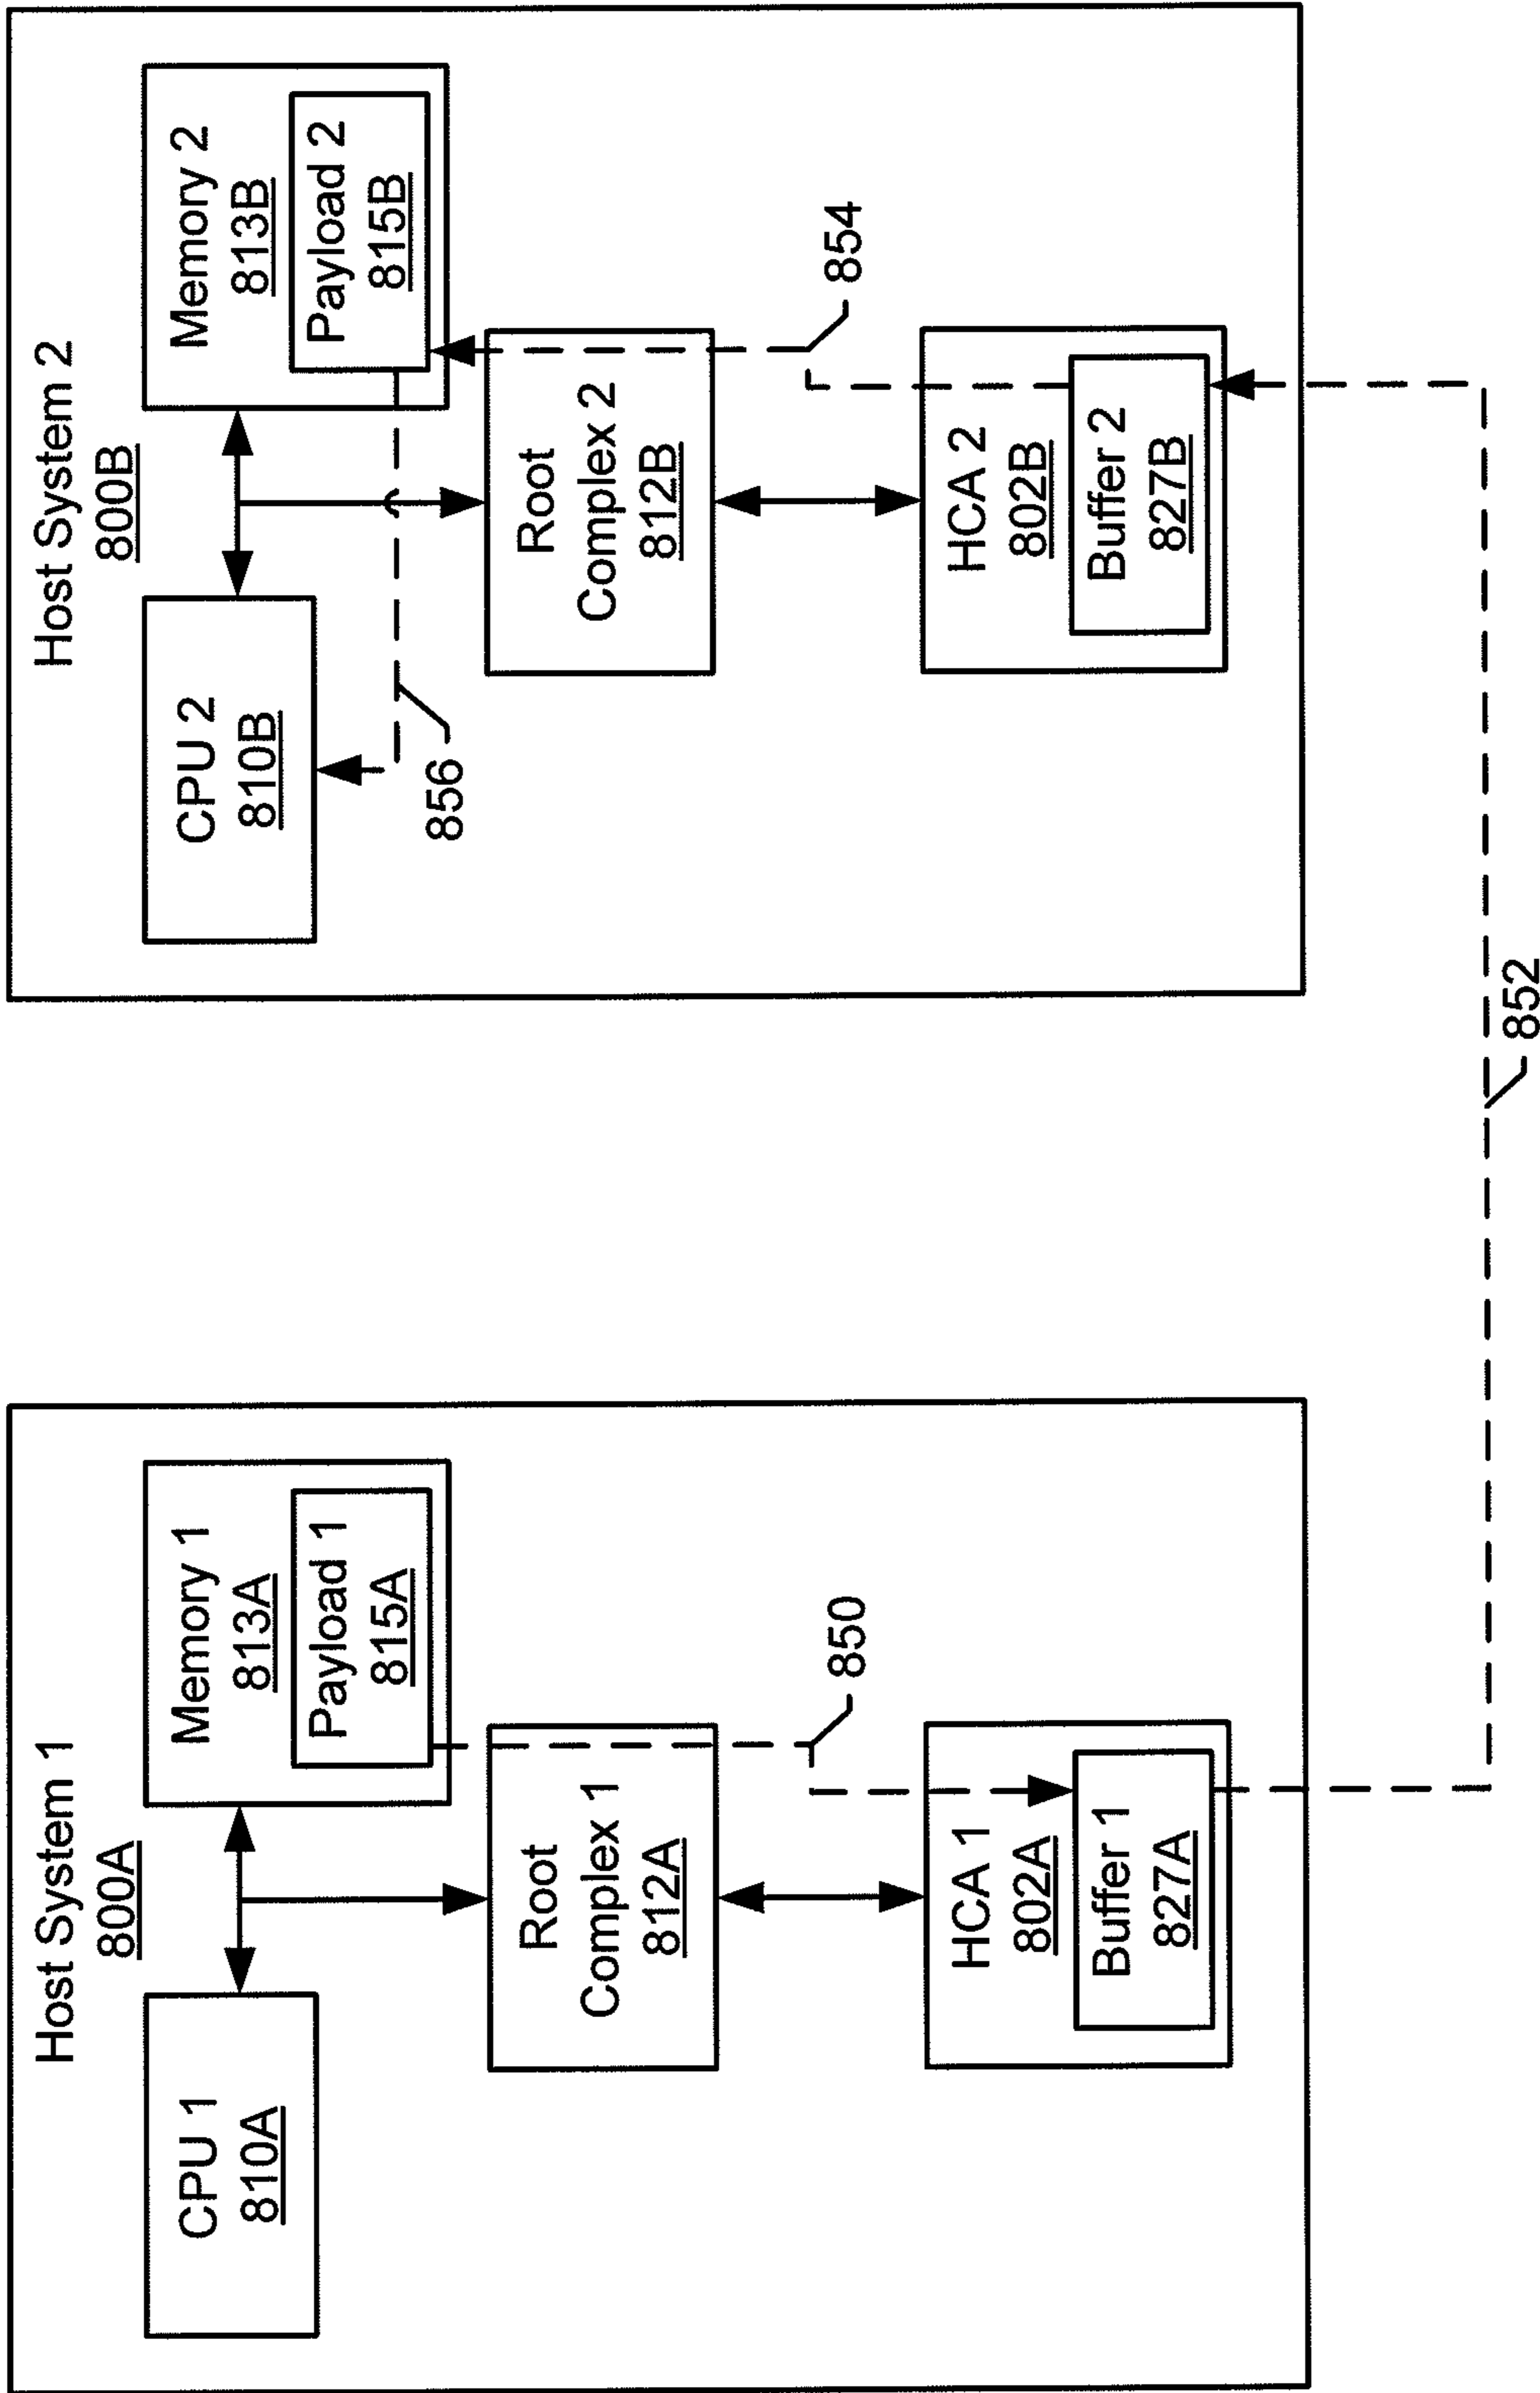 Host System 1
800A
CPU 1
810A
Memory 1
813A
Payload 1
815A
Root
Complex 1
812A
850
HCA 1
802A
Buffer 1
827A
Host System 2
800B
CPU 2
810B
Memory 2
813B
Payload 2
815B
856
Root
Complex 2
812B
854
HCA 2
802B
Buffer 2
827B
852